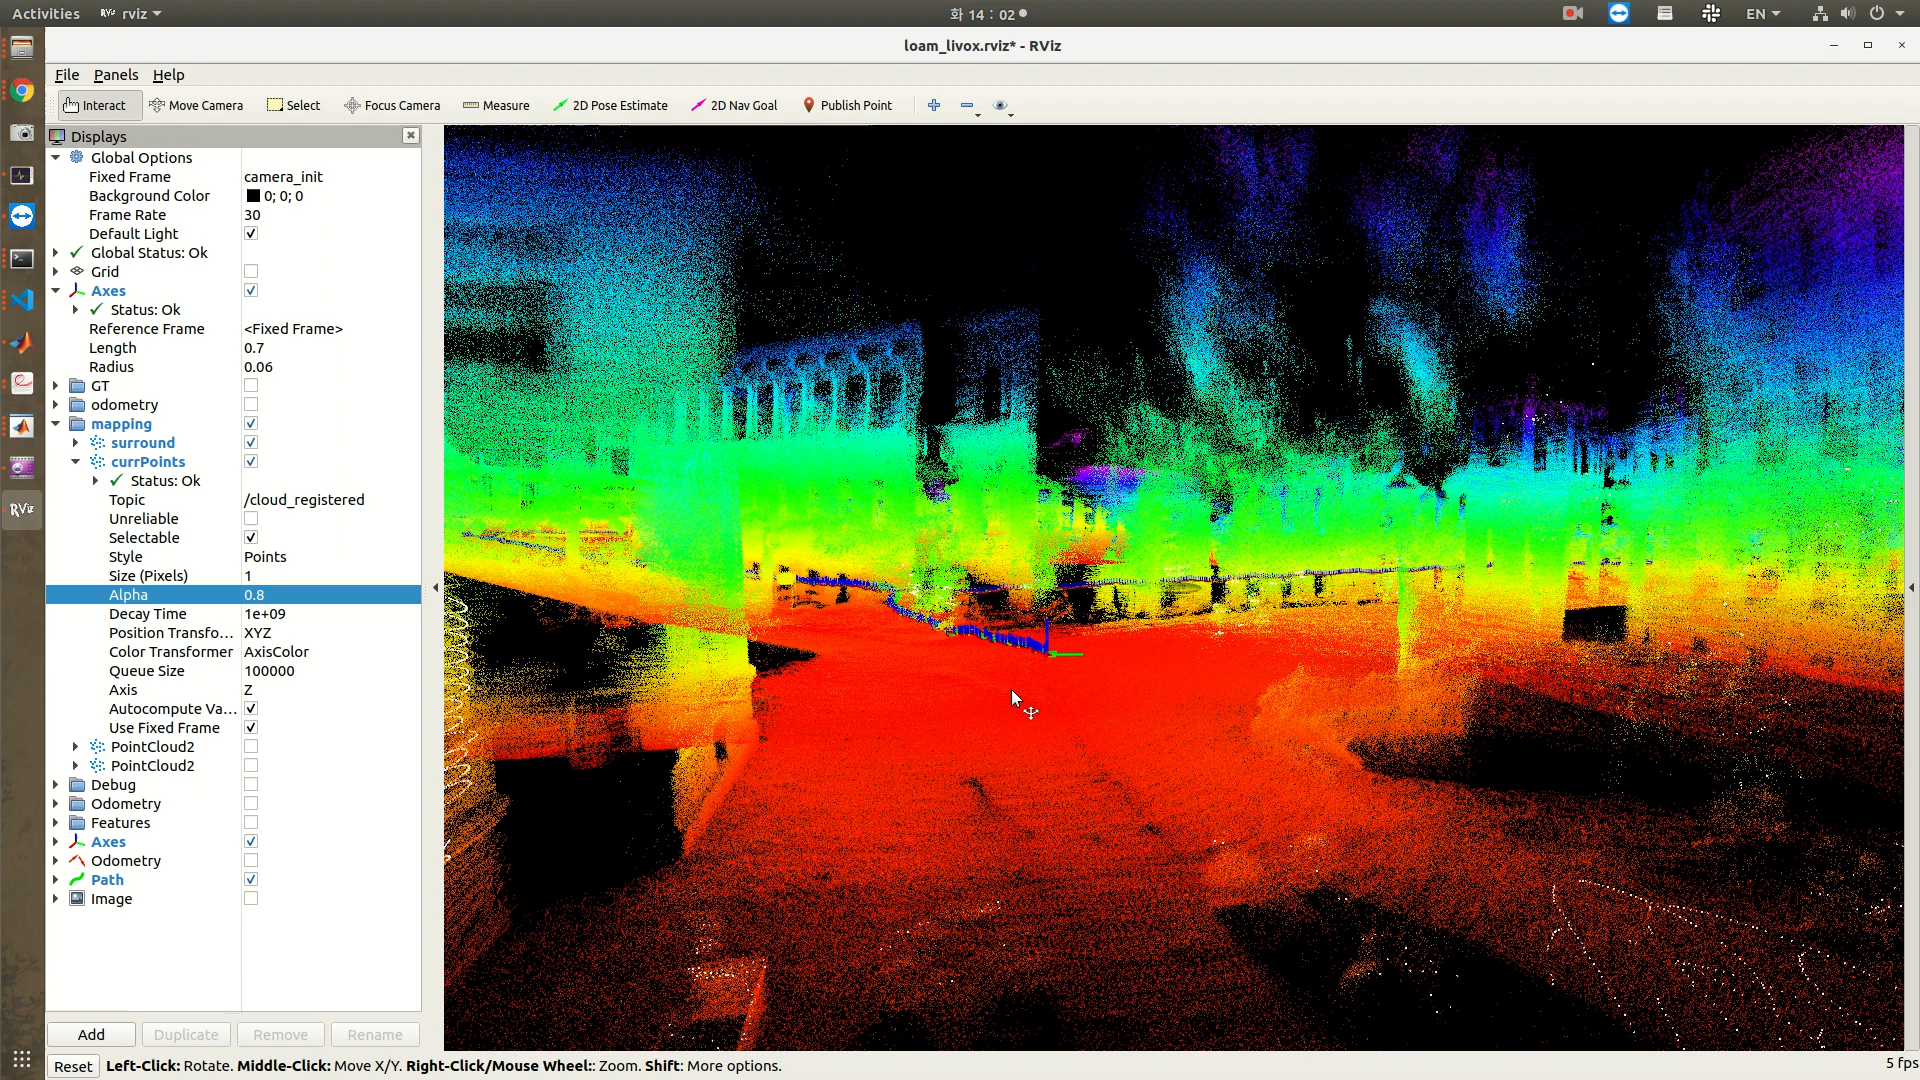 Activities RViz rviz 화 14 : 02 EN
loam_livox.rviz* - RViz
File Panels Help
Interact Move Camera Select Focus Camera Measure 2D Pose Estimate 2D Nav Goal Publish Point
Displays
Global Options
Fixed Frame camera_init
Background Color 0; 0; 0
Frame Rate 30
Default Light
Global Status: Ok
Grid
Axes
Status: Ok
Reference Frame <Fixed Frame>
Length 0.7
Radius 0.06
GT
odometry
mapping
surround
currPoints
Status: Ok
Topic /cloud_registered
Unreliable
Selectable
Style Points
Size (Pixels) 1
Alpha 0.8
Decay Time 1e+09
Position Transfo... XYZ
Color Transformer AxisColor
Queue Size 100000
Axis Z
Autocompute Va...
Use Fixed Frame
PointCloud2
PointCloud2
Debug
Odometry
Features
Axes
Odometry
Path
Image
RViz
Add Duplicate Remove Rename
Reset Left-Click: Rotate. Middle-Click: Move X/Y. Right-Click/Mouse Wheel:: Zoom. Shift: More options. 5 fps